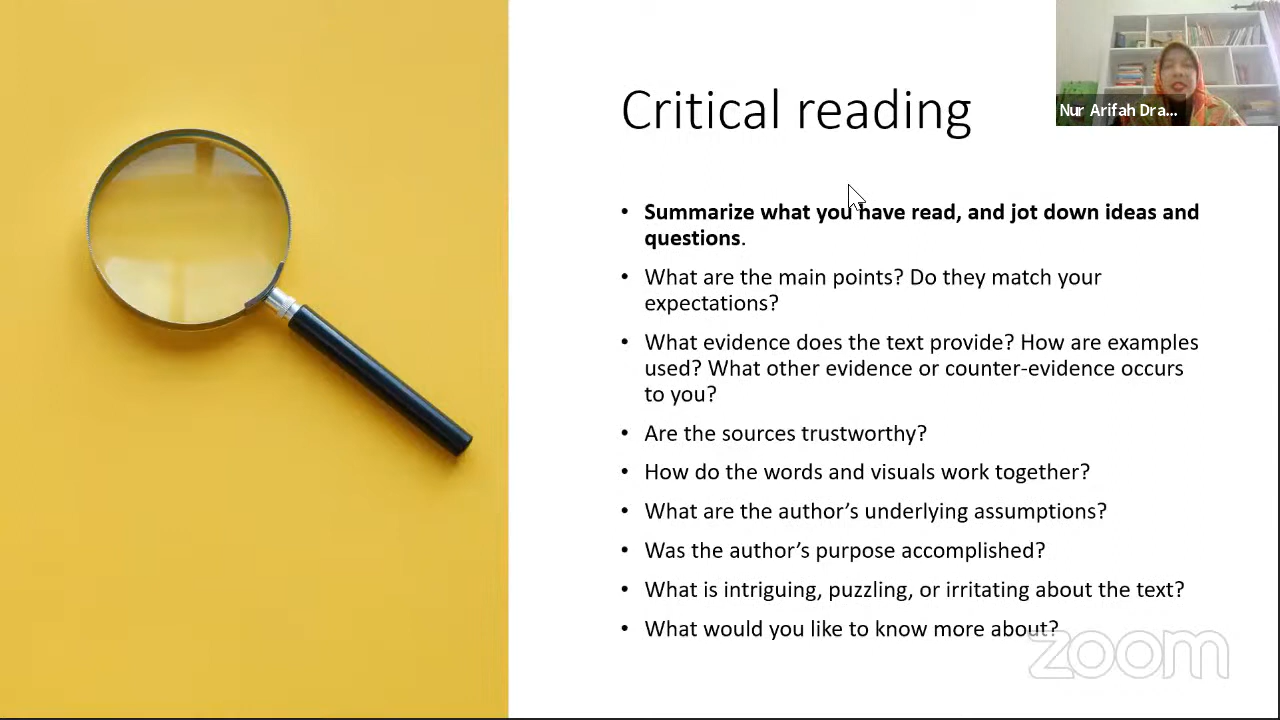 Critical reading
Nur Arifah Dra...
• Summarize what you have read, and jot down ideas and
questions.
• What are the main points? Do they match your
expectations?
• What evidence does the text provide? How are examples
used? What other evidence or counter-evidence occurs
to you?
• Are the sources trustworthy?
• How do the words and visuals work together?
• What are the author’s underlying assumptions?
• Was the author’s purpose accomplished?
• What is intriguing, puzzling, or irritating about the text?
• What would you like to know more about?
zoom